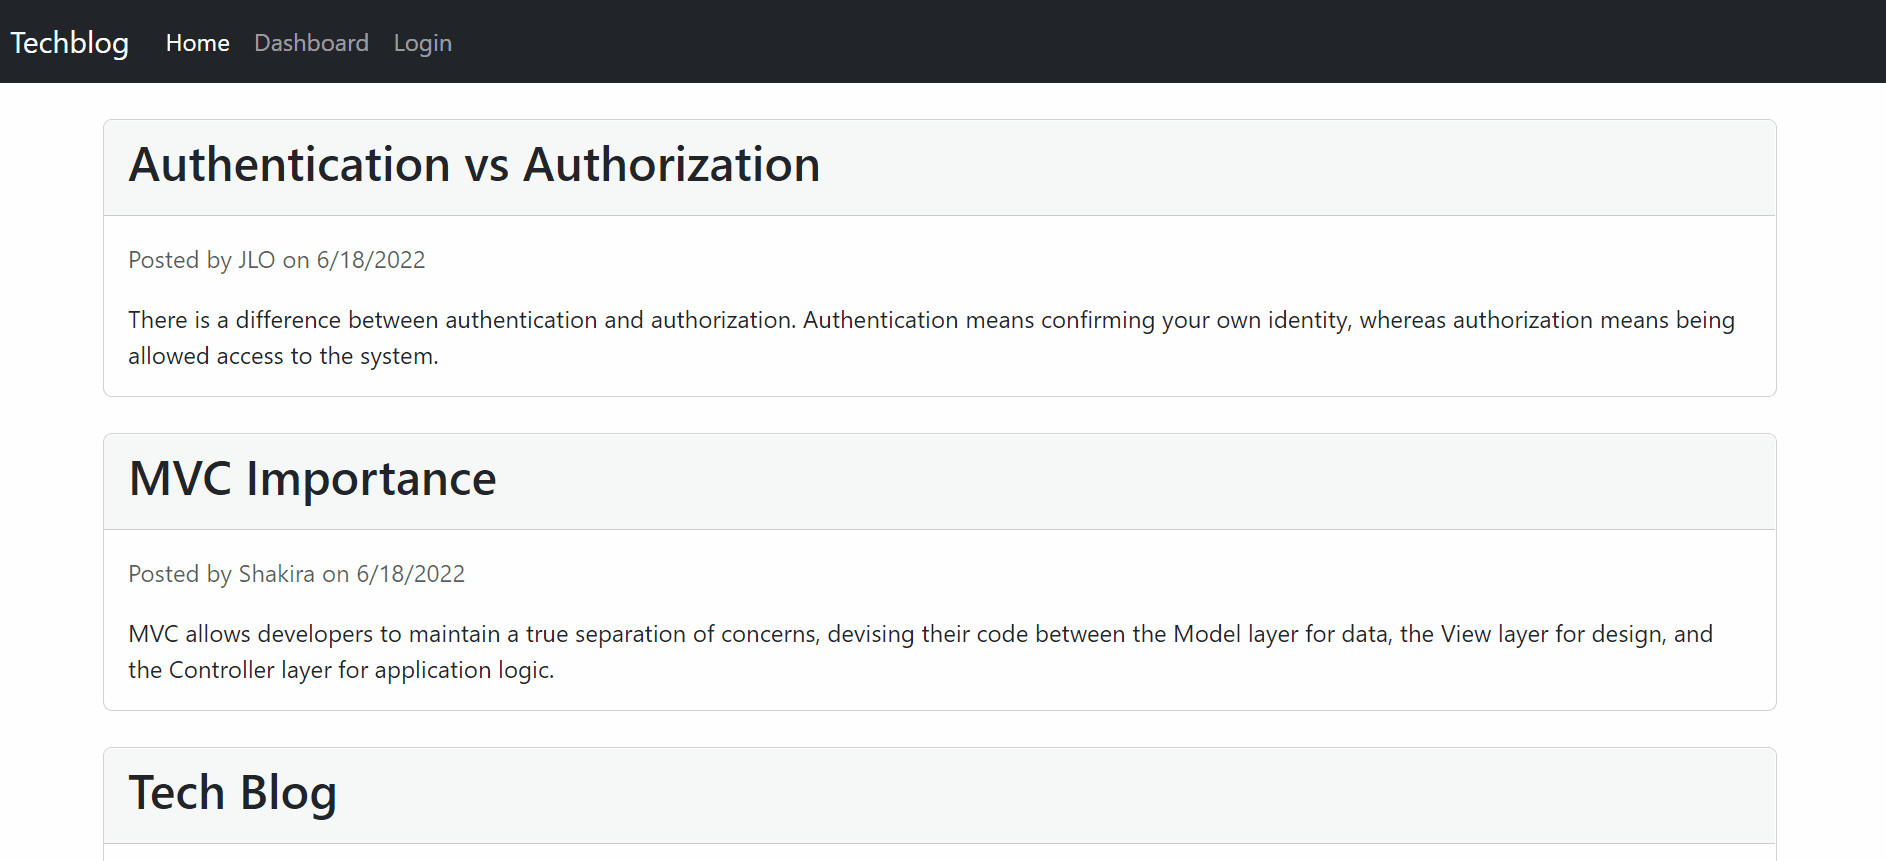 Techblog Home Dashboard Login
Authentication vs Authorization
Posted by JLO on 6/18/2022
There is a difference between authentication and authorization. Authentication means confirming your own identity, whereas authorization means being
allowed access to the system.
MVC Importance
Posted by Shakira on 6/18/2022
MVC allows developers to maintain a true separation of concerns, devising their code between the Model layer for data, the View layer for design, and
the Controller layer for application logic.
Tech Blog